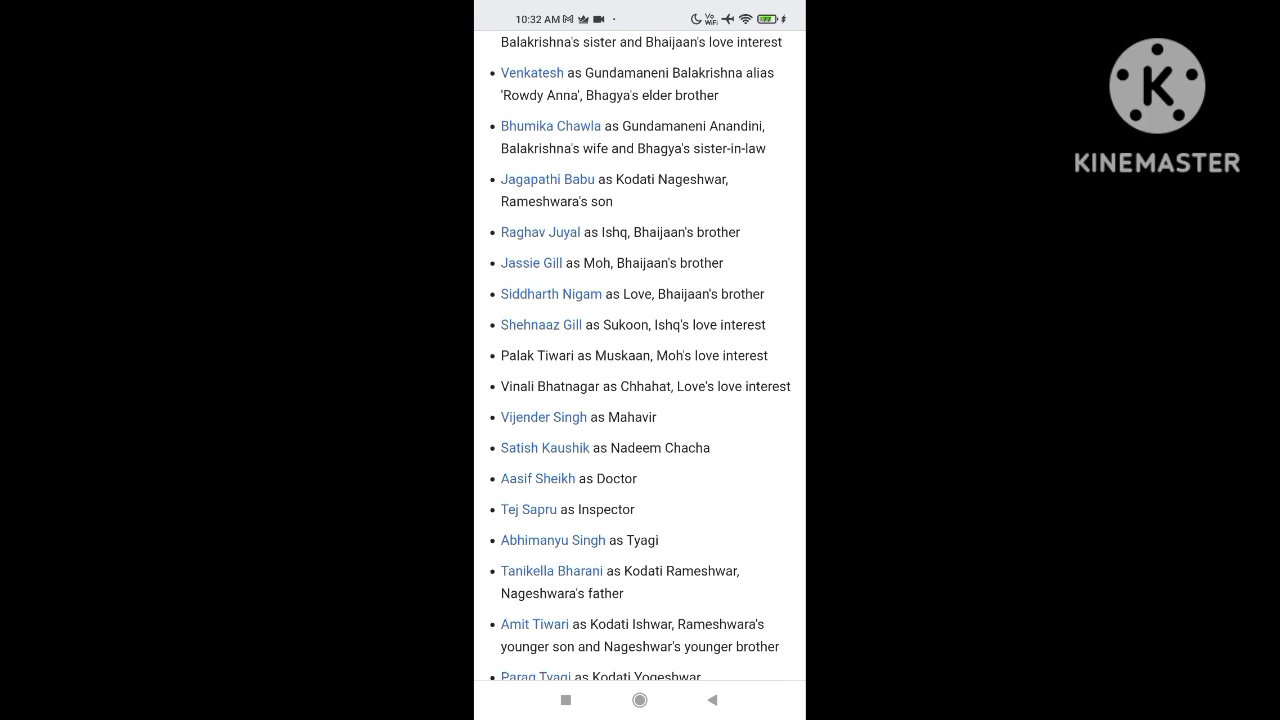 10:32 AM
Vo
WiFi
Balakrishna's sister and Bhaijaan's love interest
• Venkatesh as Gundamaneni Balakrishna alias
'Rowdy Anna', Bhagya's elder brother
• Bhumika Chawla as Gundamaneni Anandini,
Balakrishna's wife and Bhagya's sister-in-law
• Jagapathi Babu as Kodati Nageshwar,
Rameshwara's son
• Raghav Juyal as Ishq, Bhaijaan's brother
• Jassie Gill as Moh, Bhaijaan's brother
• Siddharth Nigam as Love, Bhaijaan's brother
• Shehnaaz Gill as Sukoon, Ishq's love interest
• Palak Tiwari as Muskaan, Moh's love interest
• Vinali Bhatnagar as Chhahat, Love's love interest
• Vijender Singh as Mahavir
• Satish Kaushik as Nadeem Chacha
• Aasif Sheikh as Doctor
• Tej Sapru as Inspector
• Abhimanyu Singh as Tyagi
• Tanikella Bharani as Kodati Rameshwar,
Nageshwara's father
• Amit Tiwari as Kodati Ishwar, Rameshwara's
younger son and Nageshwar's younger brother
• Parag Tyagi as Kodati Yogeshwar
K
KINEMASTER